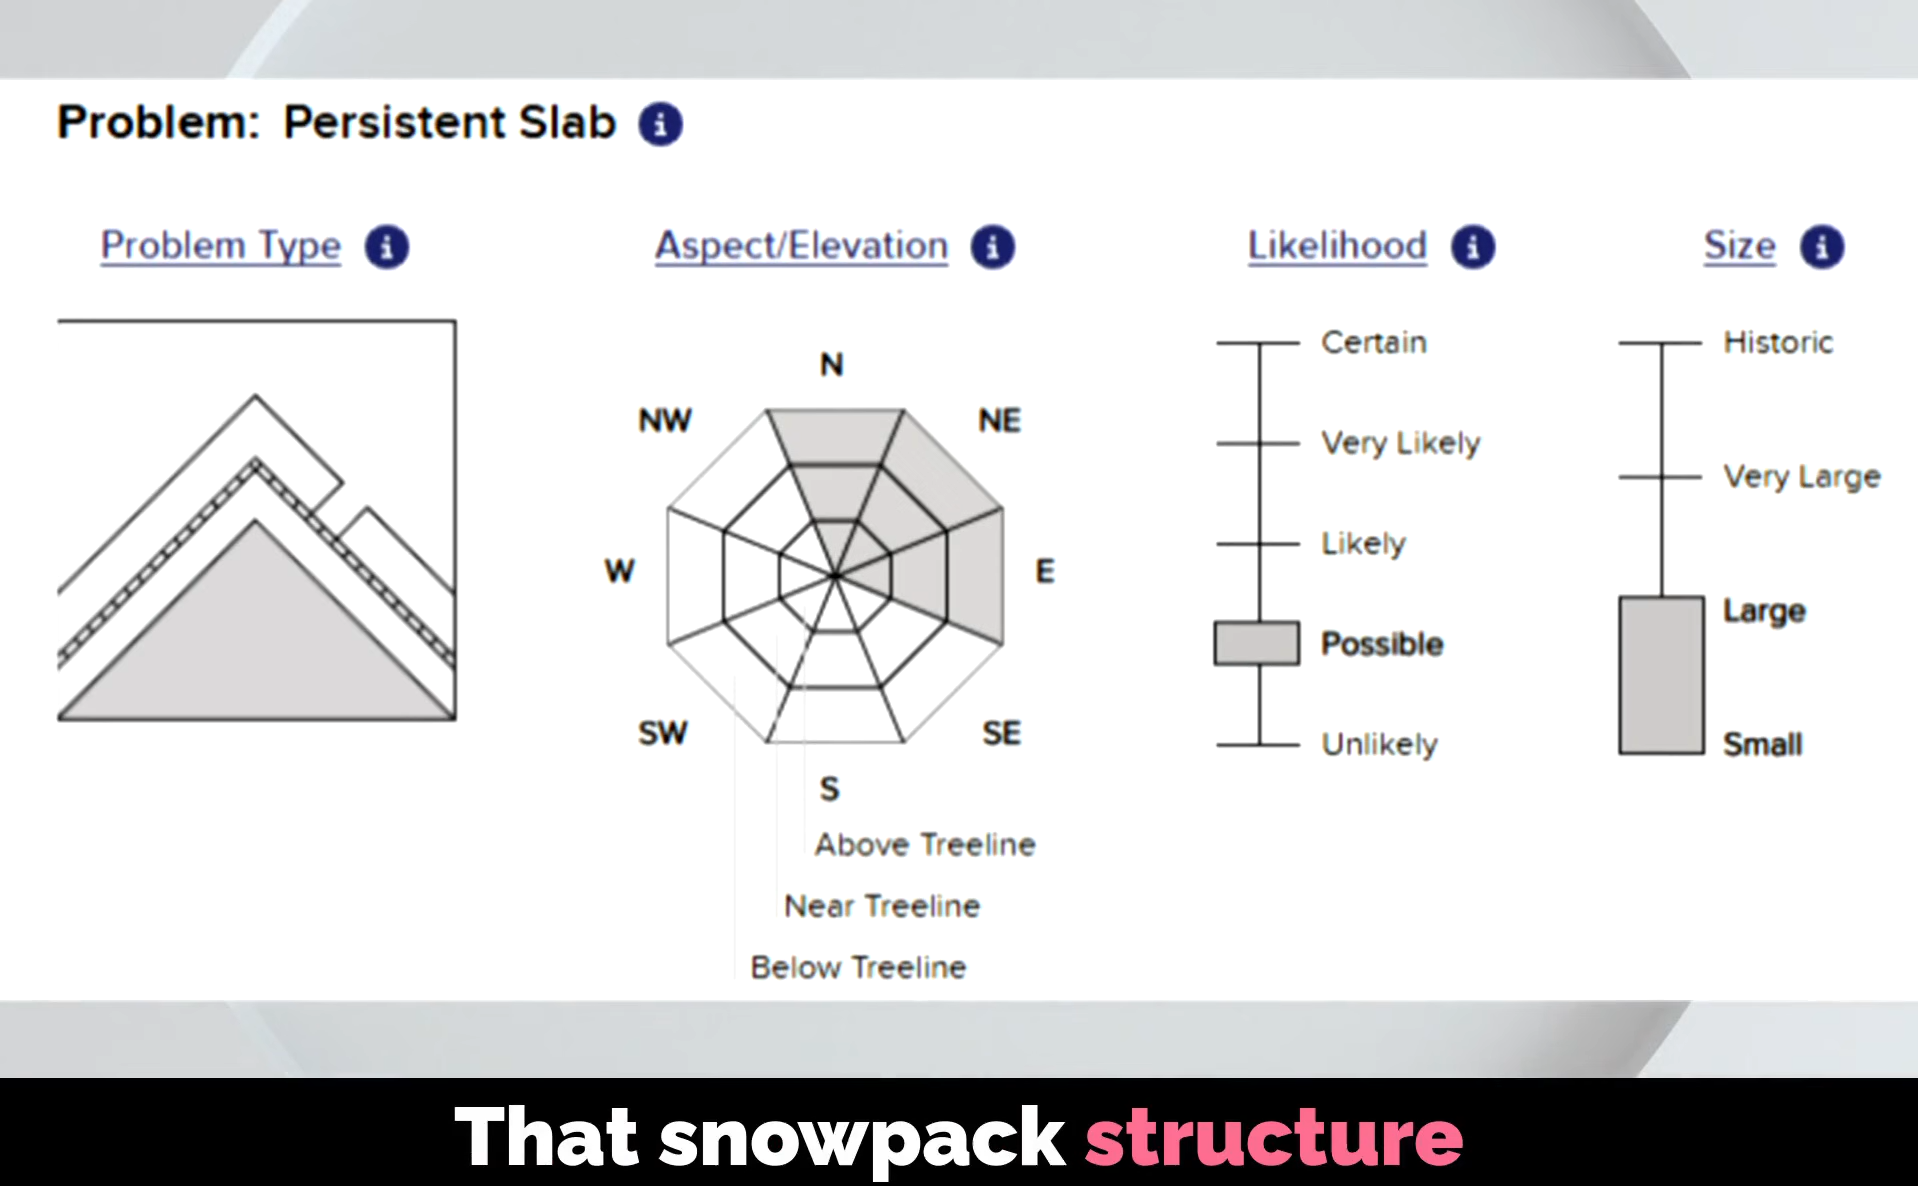 Problem: Persistent Slab i
Problem Type i
Aspect/Elevation i
Likelihood i
Size i
N
NW
NE
W
E
SW
SE
S
Above Treeline
Near Treeline
Below Treeline
Certain
Very Likely
Likely
Possible
Unlikely
Historic
Very Large
Large
Small
That snowpack structure